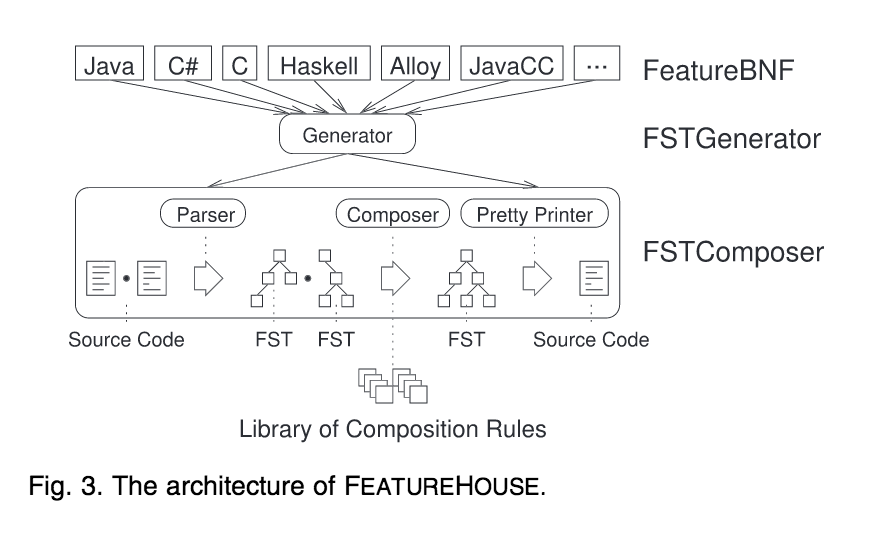 Java C# C Haskell Alloy JavaCC ... FeatureBNF
Generator FSTGenerator
Parser Composer Pretty Printer
FSTComposer
Source Code FST FST FST Source Code
Library of Composition Rules
Fig. 3. The architecture of FEATUREHOUSE.